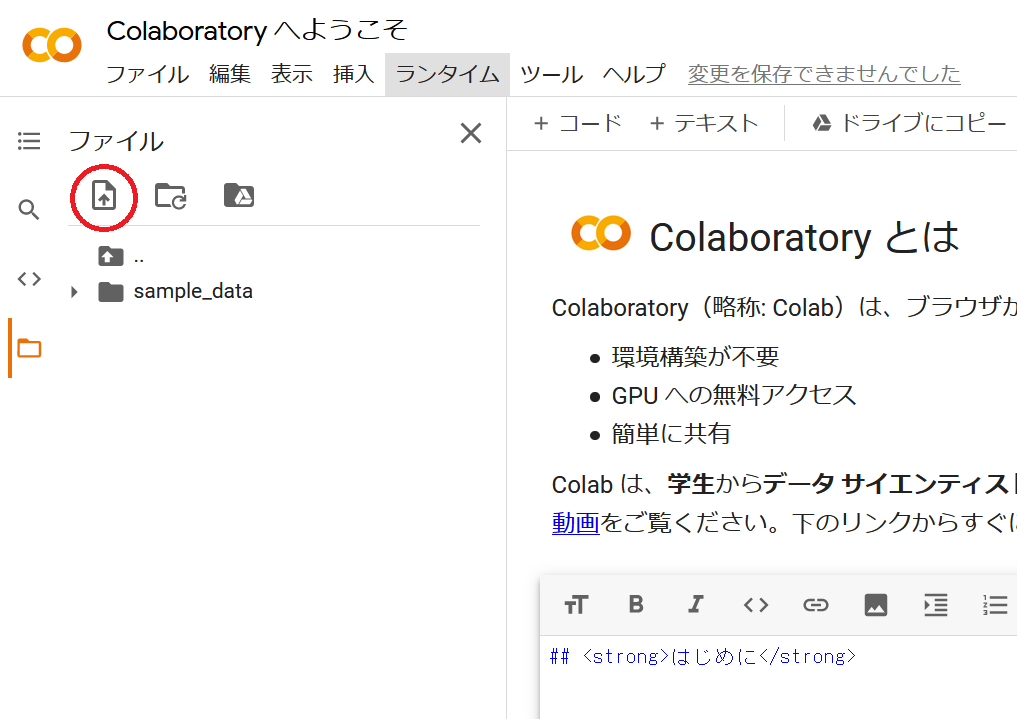 Colaboratory へようこそ
ファイル 編集 表示 挿入 ランタイム ツール ヘルプ 変更を保存できませんでした
ファイル
+ コード + テキスト ドライブにコピー
..
sample_data
Colaboratory とは
Colaboratory（略称: Colab）は、ブラウザか
環境構築が不要
GPU への無料アクセス
簡単に共有
Colab は、学生からデータ サイエンティスト
動画をご覧ください。下のリンクからすぐに
## <strong>はじめに</strong>